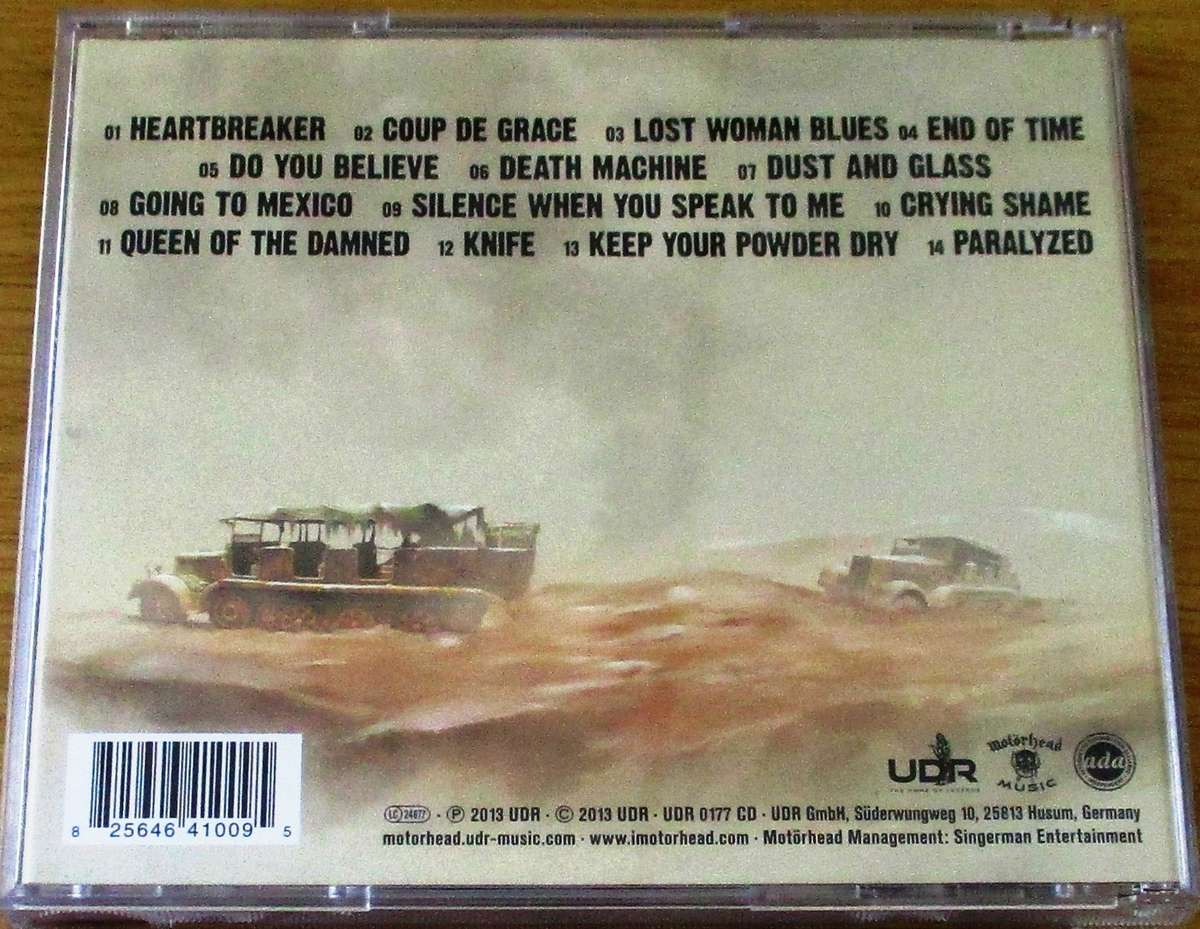 01 HEARTBREAKER 02 COUP DE GRACE 03 LOST WOMAN BLUES 04 END OF TIME
05 DO YOU BELIEVE 06 DEATH MACHINE 07 DUST AND GLASS
08 GOING TO MEXICO 09 SILENCE WHEN YOU SPEAK TO ME 10 CRYING SHAME
11 QUEEN OF THE DAMNED 12 KNIFE 13 KEEP YOUR POWDER DRY 14 PARALYZED
UDR
motörhead
MUSIC
ada
8 25646 41009 5
LC 24677 · Ⓟ 2013 UDR · © 2013 UDR · UDR 0177 CD · UDR GmbH, Süderwungweg 10, 25813 Husum, Germany
motorhead.udr-music.com · www.imotorhead.com · Motörhead Management: Singerman Entertainment